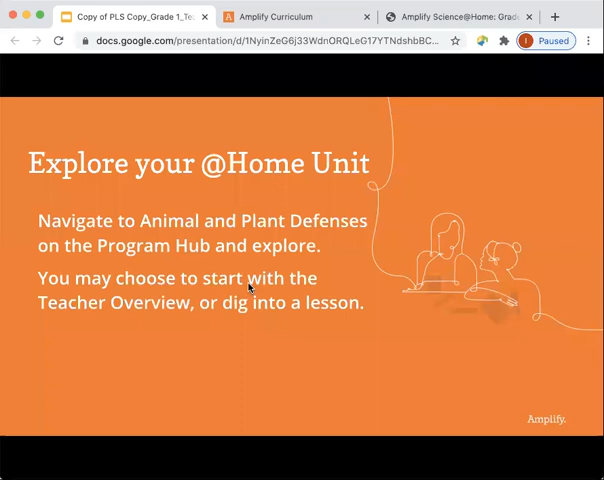 Copy of PLS Copy_Grade 1_Te
Amplify Curriculum
Amplify Science@Home: Grad
docs.google.com/presentation/d/1NyinZeG6j33WdnORQLeG17YTNdshbBC...
Paused
Explore your @Home Unit
Navigate to Animal and Plant Defenses
on the Program Hub and explore.
You may choose to start with the
Teacher Overview, or dig into a lesson.
Amplify.